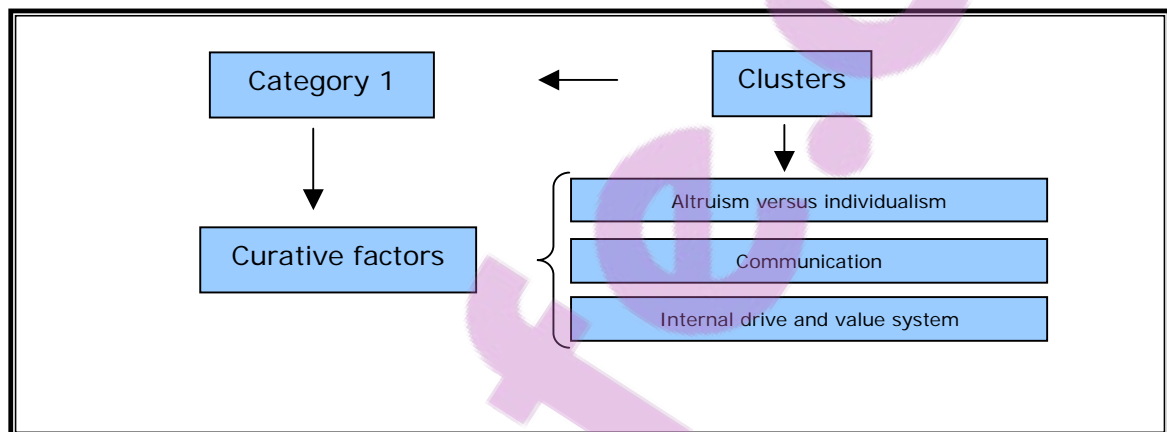 Category 1
Clusters
Altruism versus individualism
Curative factors
Communication
Internal drive and value system